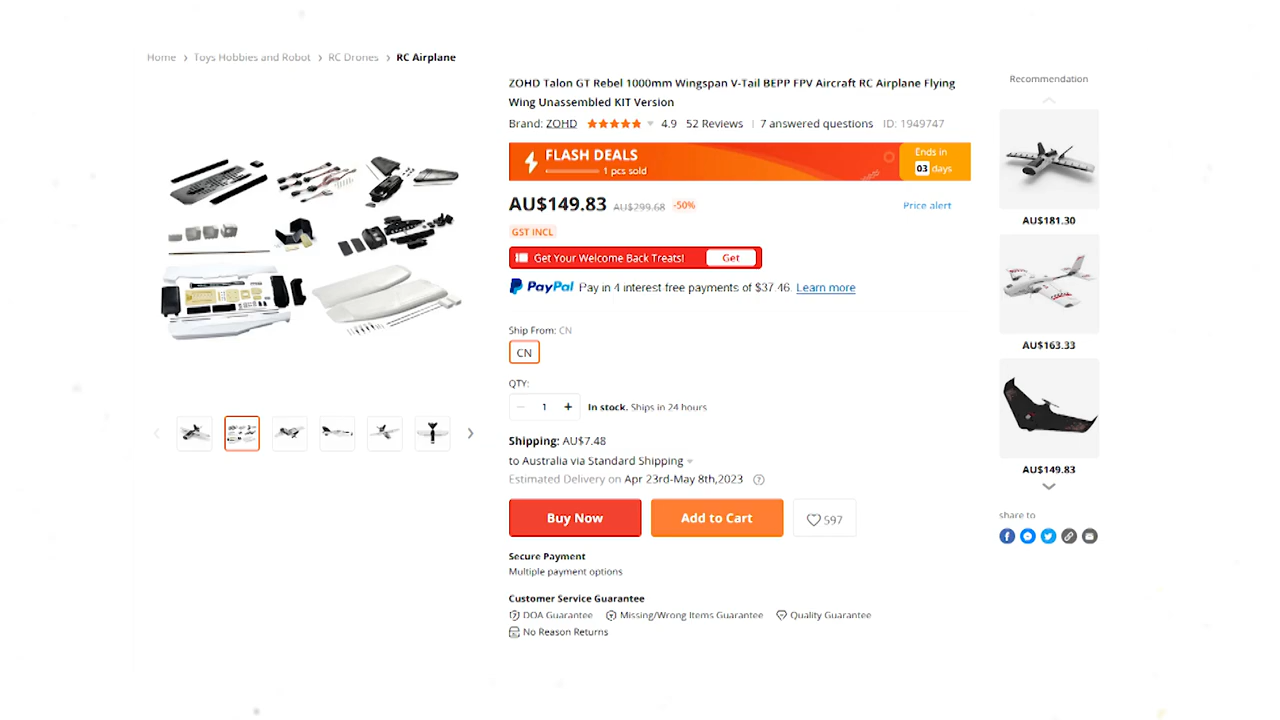 Home > Toys Hobbies and Robot > RC Drones > RC Airplane
ZOHD Talon GT Rebel 1000mm Wingspan V-Tail BEPP FPV Aircraft RC Airplane Flying
Wing Unassembled KIT Version
Brand: ZOHD 4.9 52 Reviews | 7 answered questions ID: 1949747
FLASH DEALS
1 pcs sold
Ends in
03 days
AU$149.83 AU$299.68 -50%
Price alert
GST INCL
Get Your Welcome Back Treats! Get
PayPal Pay in 4 interest free payments of $37.46. Learn more
Ship From: CN
CN
QTY:
− 1 + In stock. Ships in 24 hours
Shipping: AU$7.48
to Australia via Standard Shipping
Estimated Delivery on Apr 23rd-May 8th,2023 ?
Buy Now
Add to Cart
597
Secure Payment
Multiple payment options
Customer Service Guarantee
DOA Guarantee Missing/Wrong Items Guarantee Quality Guarantee
No Reason Returns
Recommendation
AU$181.30
AU$163.33
AU$149.83
share to